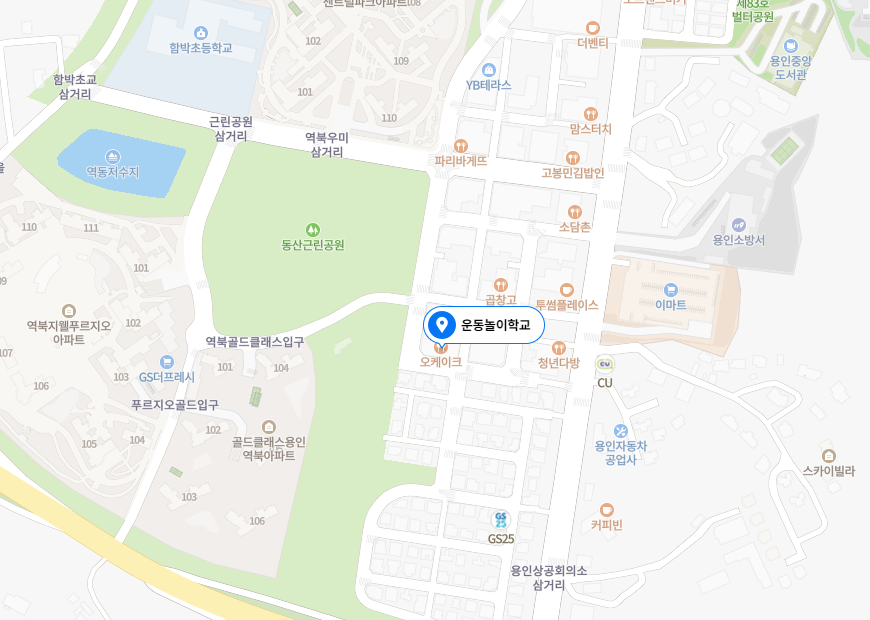 센트럴파크아파트108
제83호
벌터공원
더벤티
함박초등학교
102
용인중앙
도서관
함박초교
삼거리
YB테라스
101
110
맘스터치
근린공원
삼거리
역북우미
삼거리
파리바게뜨
고봉민김밥인
역동저수지
소담촌
110
111
동산근린공원
용인소방서
101
곱창고
투썸플레이스
이마트
역북지웰푸르지오
아파트
102
운동놀이학교
역북골드클래스입구
107
오케이크
청년다방
GS더프레시
103
101
104
CU
106
푸르지오골드입구
102
골드클래스용인
역북아파트
105
104
용인자동차
공업사
스카이빌라
103
106
GS25
GS25
커피빈
용인상공회의소
삼거리